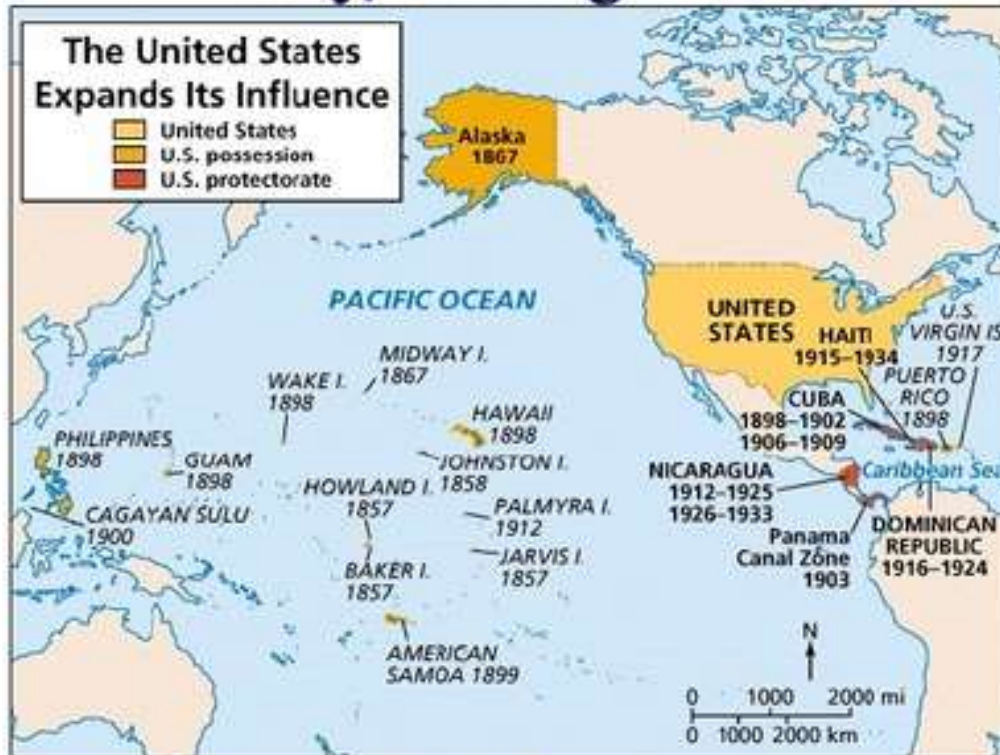 The United States
Expands Its Influence
United States
U.S. possession
U.S. protectorate
Alaska
1867
PACIFIC OCEAN
UNITED
STATES
HAITI
1915–1934
U.S.
VIRGIN IS
1917
PUERTO
RICO
1898
CUBA
1898–1902
1906–1909
MIDWAY I.
1867
WAKE I.
1898
HAWAII
1898
PHILIPPINES
1898
GUAM
1898
JOHNSTON I.
1858
HOWLAND I.
1857
PALMYRA I.
1912
CAGAYAN SULU
1900
BAKER I.
1857
JARVIS I.
1857
AMERICAN
SAMOA 1899
NICARAGUA
1912–1925
1926–1933
Caribbean Sea
Panama
Canal Zone
1903
DOMINICAN
REPUBLIC
1916–1924
N
0 1000 2000 mi
0 1000 2000 km